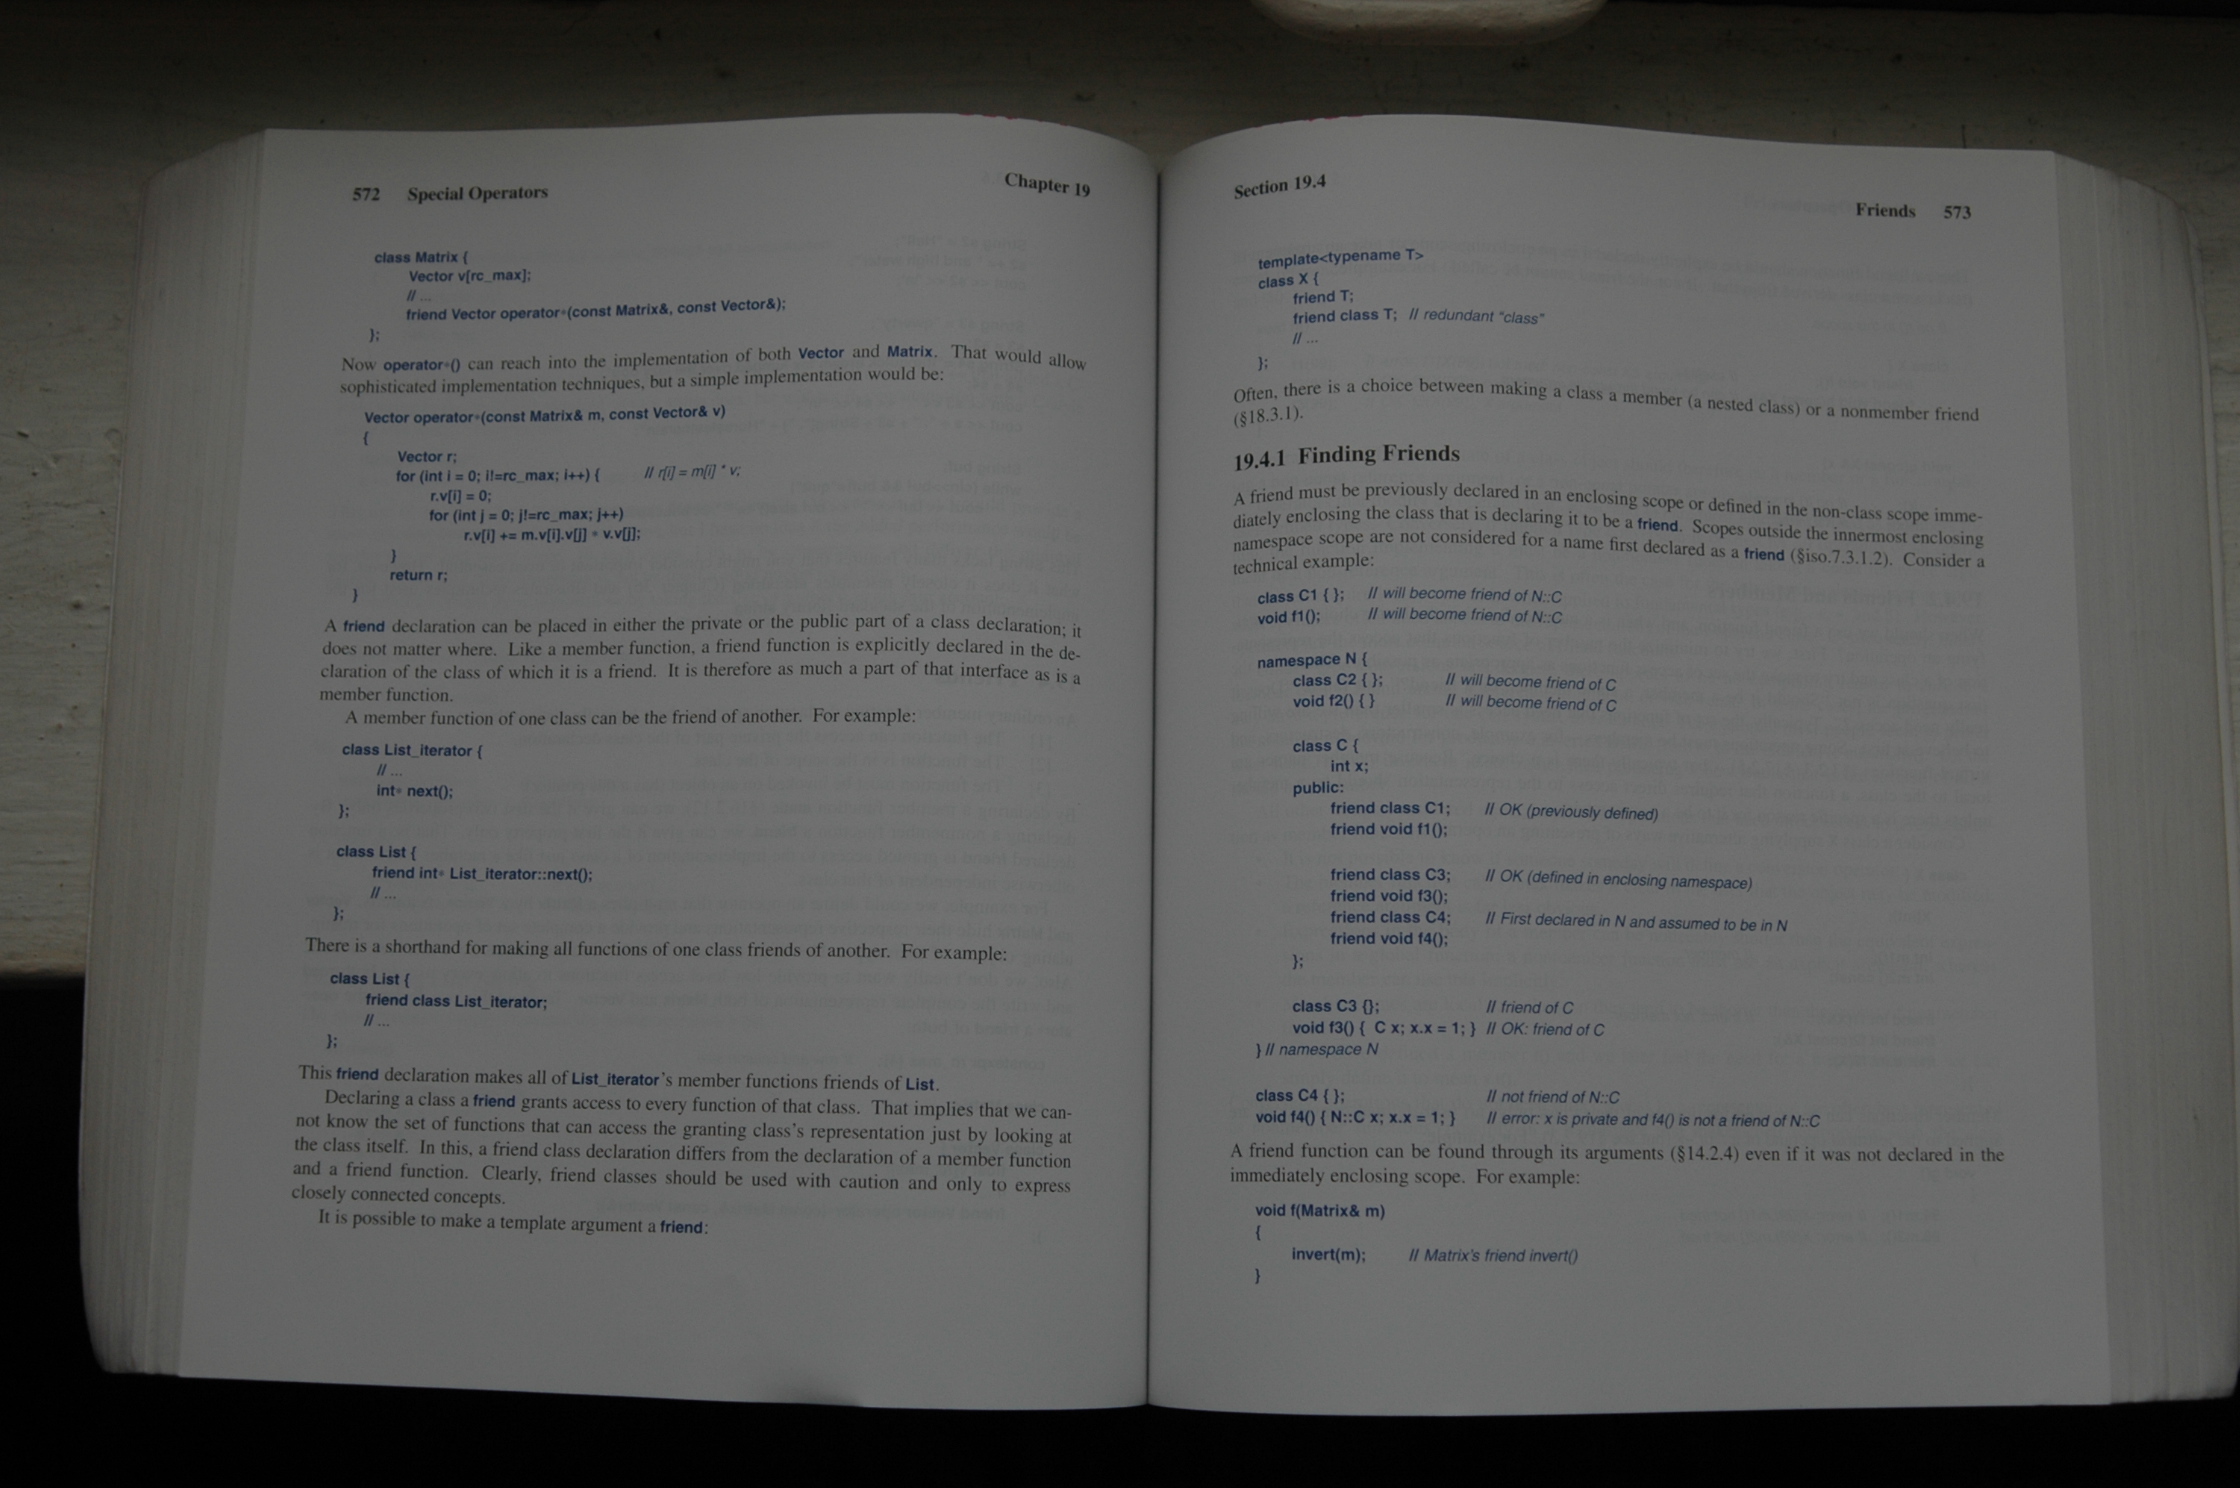 572 Special Operators Chapter 19
class Matrix {
Vector v[rc_max];
// ...
friend Vector operator*(const Matrix&, const Vector&);
};
Now operator*() can reach into the implementation of both Vector and Matrix. That would allow
sophisticated implementation techniques, but a simple implementation would be:
Vector operator*(const Matrix& m, const Vector& v)
{
Vector r;
for (int i = 0; i!=rc_max; i++) { // r[i] = m[i] * v;
r.v[i] = 0;
for (int j = 0; j!=rc_max; j++)
r.v[i] += m.v[i].v[j] * v.v[j];
}
return r;
}
A friend declaration can be placed in either the private or the public part of a class declaration; it
does not matter where. Like a member function, a friend function is explicitly declared in the de-
claration of the class of which it is a friend. It is therefore as much a part of that interface as is a
member function.
A member function of one class can be the friend of another. For example:
class List_iterator {
// ...
int* next();
};
class List {
friend int* List_iterator::next();
// ...
};
There is a shorthand for making all functions of one class friends of another. For example:
class List {
friend class List_iterator;
// ...
};
This friend declaration makes all of List_iterator's member functions friends of List.
Declaring a class a friend grants access to every function of that class. That implies that we can-
not know the set of functions that can access the granting class's representation just by looking at
the class itself. In this, a friend class declaration differs from the declaration of a member function
and a friend function. Clearly, friend classes should be used with caution and only to express
closely connected concepts.
It is possible to make a template argument a friend:
Section 19.4 Friends 573
template<typename T>
class X {
friend T;
friend class T; // redundant "class"
// ...
};
Often, there is a choice between making a class a member (a nested class) or a nonmember friend
(§18.3.1).
19.4.1 Finding Friends
A friend must be previously declared in an enclosing scope or defined in the non-class scope imme-
diately enclosing the class that is declaring it to be a friend. Scopes outside the innermost enclosing
namespace scope are not considered for a name first declared as a friend (§iso.7.3.1.2). Consider a
technical example:
class C1 { }; // will become friend of N::C
void f1(); // will become friend of N::C
namespace N {
class C2 { }; // will become friend of C
void f2() { } // will become friend of C
class C {
int x;
public:
friend class C1; // OK (previously defined)
friend void f1();
friend class C3; // OK (defined in enclosing namespace)
friend void f3();
friend class C4; // First declared in N and assumed to be in N
friend void f4();
};
class C3 {}; // friend of C
void f3() { C x; x.x = 1; } // OK: friend of C
} // namespace N
class C4 { }; // not friend of N::C
void f4() { N::C x; x.x = 1; } // error: x is private and f4() is not a friend of N::C
A friend function can be found through its arguments (§14.2.4) even if it was not declared in the
immediately enclosing scope. For example:
void f(Matrix& m)
{
invert(m); // Matrix's friend invert()
}